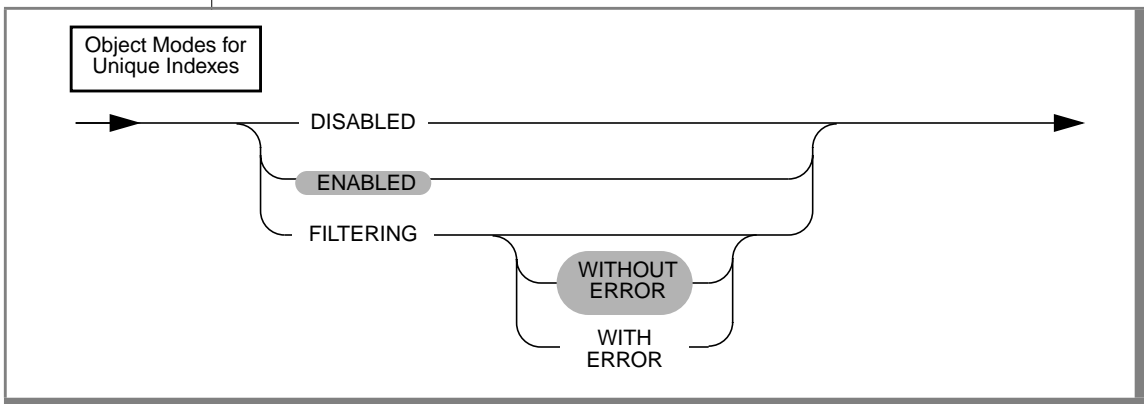 Object Modes for
Unique Indexes
DISABLED
ENABLED
FILTERING
WITHOUT
ERROR
WITH
ERROR